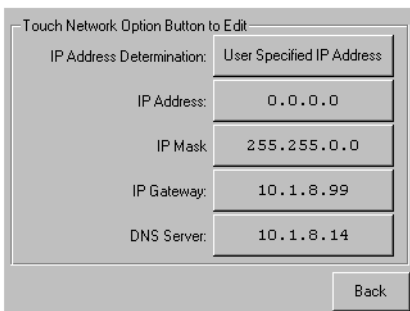 Touch Network Option Button to Edit
IP Address Determination: User Specified IP Address
IP Address: 0.0.0.0
IP Mask 255.255.0.0
IP Gateway: 10.1.8.99
DNS Server: 10.1.8.14
Back